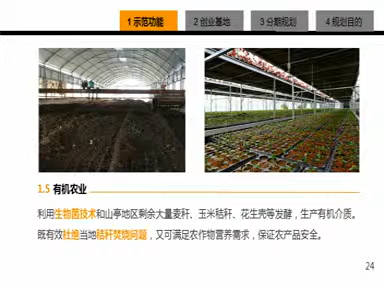 1 示范功能
2 创业基地
3 分期规划
4 规划目的
1.5 有机农业
利用生物菌技术和山亭地区剩余大量麦秆、玉米秸秆、花生壳等发酵，生产有机介质。
既有效杜绝当地秸秆焚烧问题，又可满足农作物营养需求，保证农产品安全。
24